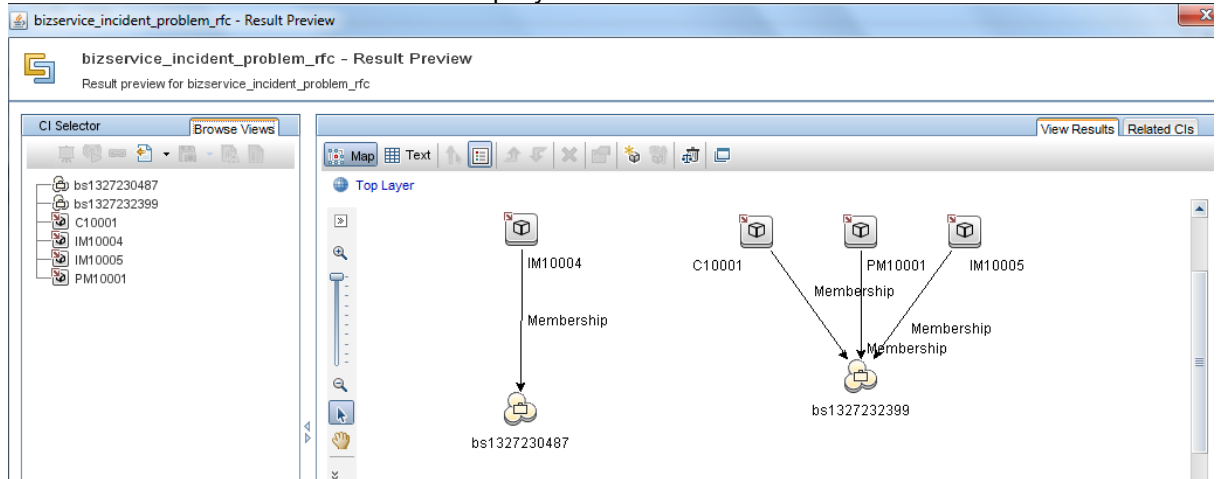 bizservice_incident_problem_rfc - Result Preview
bizservice_incident_problem_rfc - Result Preview
Result preview for bizservice_incident_problem_rfc
CI Selector
Browse Views
bs1327230487
bs1327232399
C10001
IM10004
IM10005
PM10001
View Results
Related CIs
Map
Text
Top Layer
IM10004
C10001
PM10001
IM10005
Membership
Membership
Membership
Membership
bs1327232399
bs1327230487